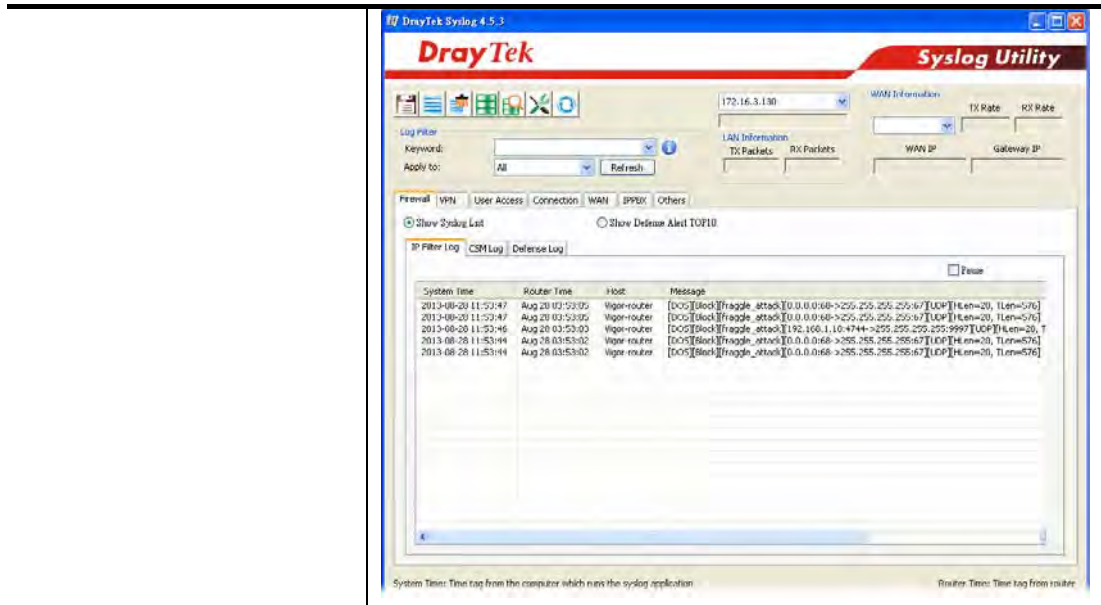 DrayTek Syslog 4.5.3
DrayTek
Syslog Utility
172.16.3.130
WAN Information
TX Rate RX Rate
Log Filter
Keyword:
LAN Information
TX Packets RX Packets
WAN IP Gateway IP
Apply to: All Refresh
Firewall VPN User Access Connection WAN IPPBX Others
Show Syslog List Show Defense Alert TOP10
IP Filter Log CSM Log Defense Log
Pause
System Time Router Time Host Message
2013-08-28 11:53:47 Aug 28 03:53:05 Vigor-router [DOS][Block][fraggle_attack][0.0.0.0:68->255.255.255.255:67][UDP][HLen=20, TLen=576]
2013-08-28 11:53:47 Aug 28 03:53:05 Vigor-router [DOS][Block][fraggle_attack][0.0.0.0:68->255.255.255.255:67][UDP][HLen=20, TLen=576]
2013-08-28 11:53:46 Aug 28 03:53:03 Vigor-router [DOS][Block][fraggle_attack][192.168.1.10:4744->255.255.255.255:9997][UDP][HLen=20, T
2013-08-28 11:53:44 Aug 28 03:53:02 Vigor-router [DOS][Block][fraggle_attack][0.0.0.0:68->255.255.255.255:67][UDP][HLen=20, TLen=576]
2013-08-28 11:53:44 Aug 28 03:53:02 Vigor-router [DOS][Block][fraggle_attack][0.0.0.0:68->255.255.255.255:67][UDP][HLen=20, TLen=576]
System Time: Time tag from the computer which runs the syslog application Router Time: Time tag from router